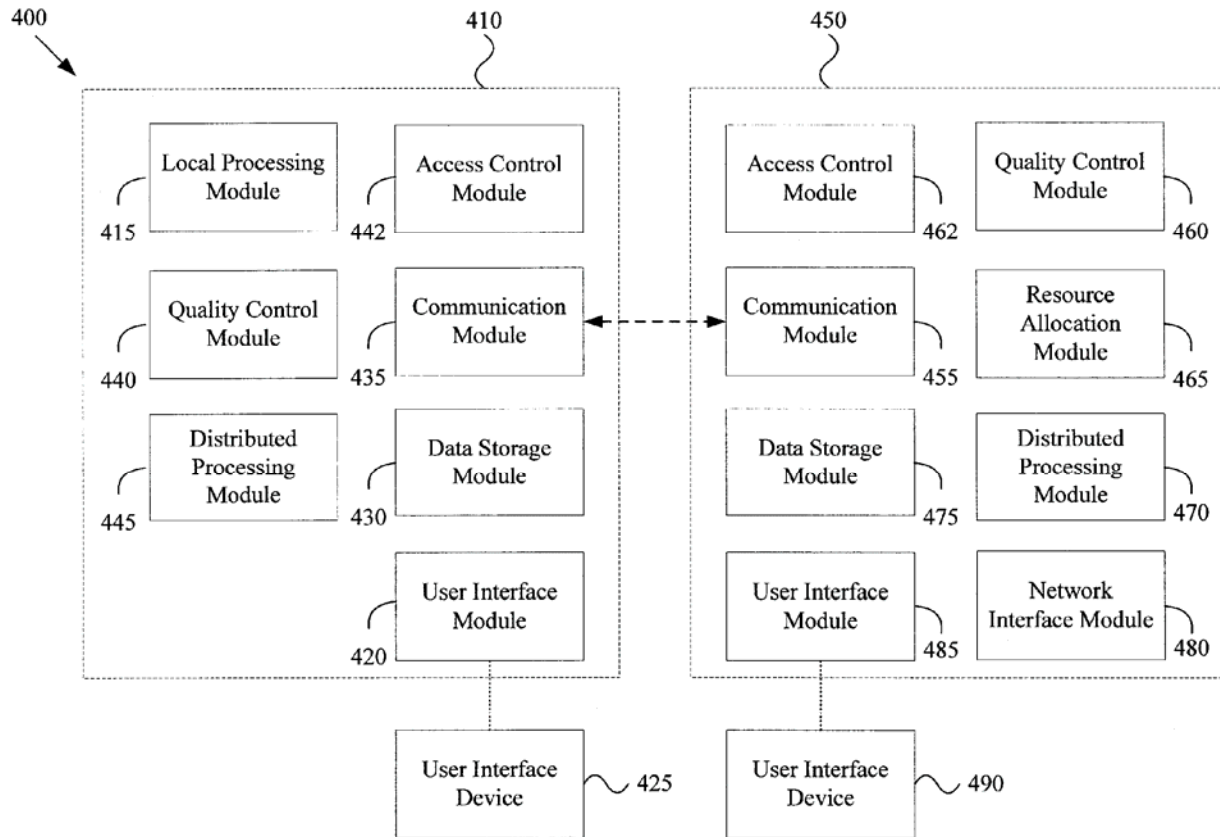 400
410
450
Local Processing
Module
415
Access Control
Module
442
Access Control
Module
462
Quality Control
Module
460
Quality Control
Module
440
Communication
Module
435
Communication
Module
455
Resource
Allocation
Module
465
Distributed
Processing
Module
445
Data Storage
Module
430
Data Storage
Module
475
Distributed
Processing
Module
470
User Interface
Module
420
User Interface
Module
485
Network
Interface Module
480
User Interface
Device
425
User Interface
Device
490